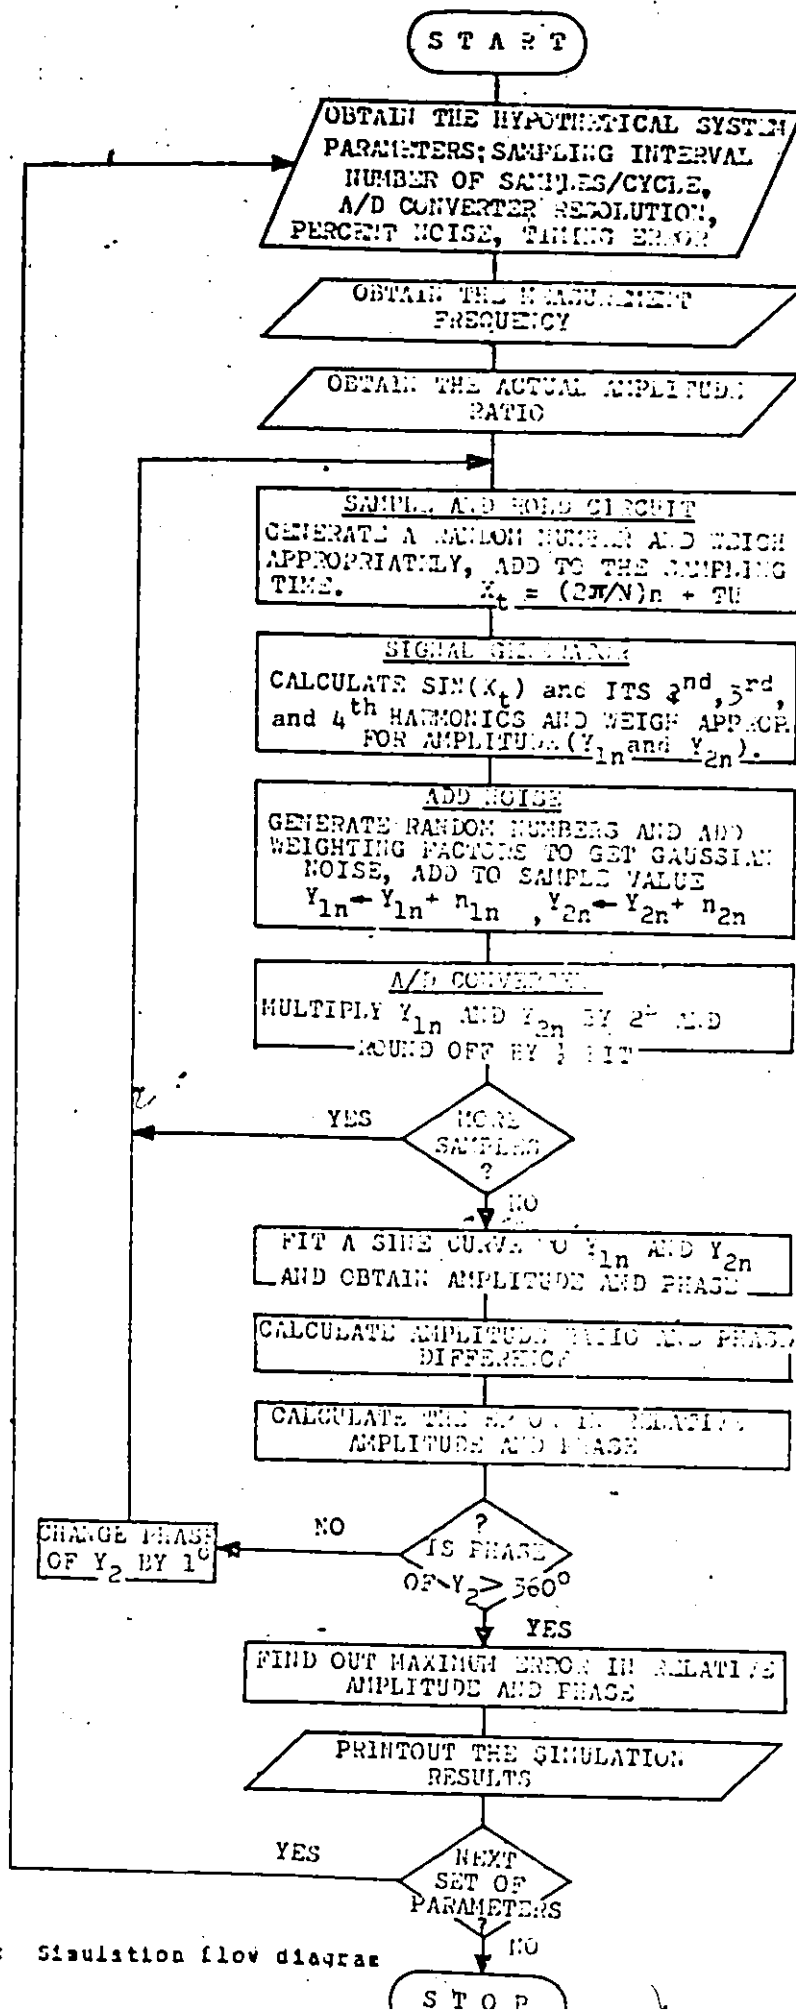 START
OBTAIN THE HYPOTHETICAL SYSTEM
PARAMETERS; SAMPLING INTERVAL
NUMBER OF SAMPLES/CYCLE,
A/D CONVERTER RESOLUTION,
PERCENT NOISE, TIMING ERROR
OBTAIN THE MEASUREMENT
FREQUENCY
OBTAIN THE ACTUAL AMPLITUDE
RATIO
SAMPLE AND HOLD CIRCUIT
GENERATE A RANDOM NUMBER AND WEIGH
APPROPRIATELY, ADD TO THE SAMPLING
TIME. X_t = (2π/N)n + TU
SIGNAL
CALCULATE SIN(X_t) and ITS 2nd, 3rd,
and 4th HARMONICS AND WEIGH APPROP
FOR AMPLITUDE (Y_1n and Y_2n).
ADD NOISE
GENERATE RANDOM NUMBERS AND ADD
WEIGHTING FACTORS TO GET GAUSSIAN
NOISE, ADD TO SAMPLE VALUE
Y_1n ← Y_1n + n_1n , Y_2n ← Y_2n + n_2n
A/D CONVERTER
MULTIPLY Y_1n AND Y_2n BY 2 AND
ROUND OFF BY ½ BIT
YES
MORE
SAMPLES
?
NO
FIT A SINE CURVE TO Y_1n AND Y_2n
AND OBTAIN AMPLITUDE AND PHASE
CALCULATE AMPLITUDE RATIO AND PHASE
DIFFERENCE
CALCULATE THE ERROR IN RELATIVE
AMPLITUDE AND PHASE
CHANGE PHASE
OF Y_2 BY 1°
NO
?
IS PHASE
OF Y_2 > 360°
YES
FIND OUT MAXIMUM ERROR IN RELATIVE
AMPLITUDE AND PHASE
PRINTOUT THE SIMULATION
RESULTS
YES
NEXT
SET OF
PARAMETERS
?
NO
: Simulation flow diagram
STOP